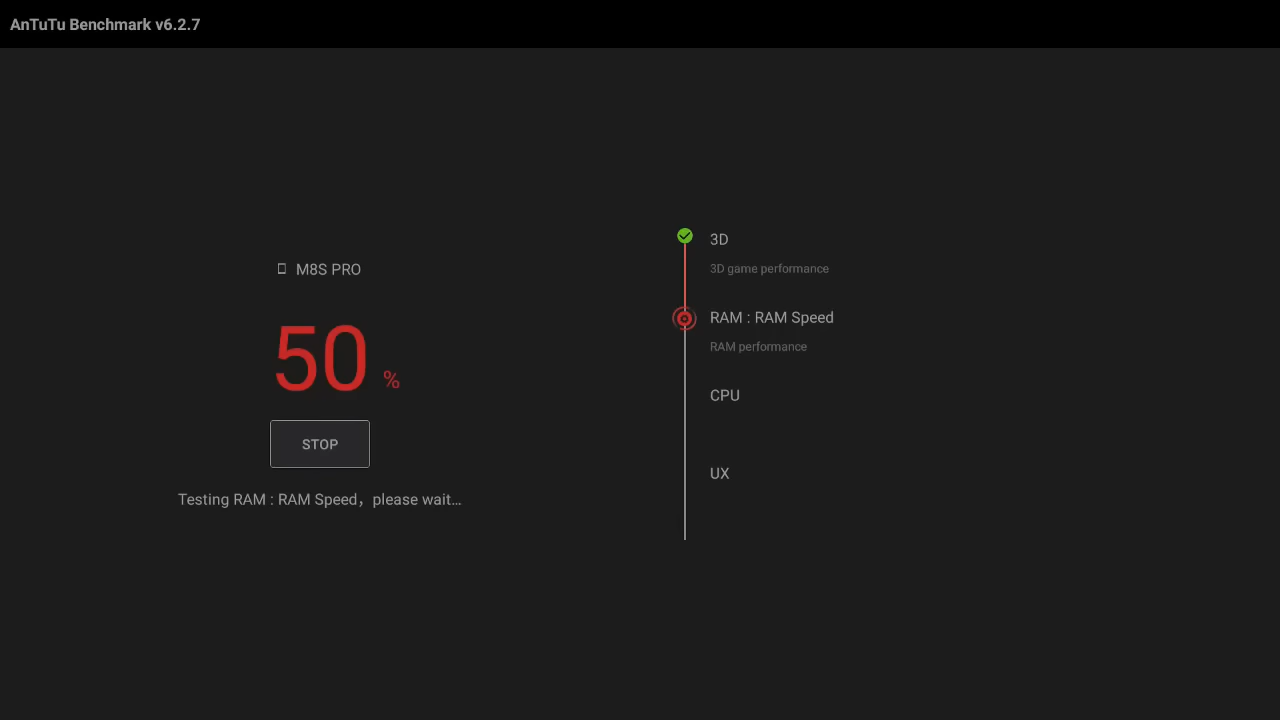 AnTuTu Benchmark v6.2.7
M8S PRO
50 %
STOP
Testing RAM : RAM Speed，please wait...
3D
3D game performance
RAM : RAM Speed
RAM performance
CPU
UX